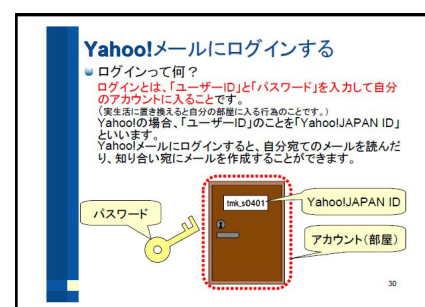 Yahoo!メールにログインする
ログインって何？
ログインとは、「ユーザーID」と「パスワード」を入力して自分
のアカウントに入ることです。
（実生活に置き換えると自分の部屋に入る行為のことです。）
Yahoo!の場合、「ユーザーID」のことを「Yahoo!JAPAN ID」
といいます。
Yahoo!メールにログインすると、自分宛てのメールを読んだ
り、知り合い宛にメールを作成することができます。
tmk_s0401
Yahoo!JAPAN ID
パスワード
アカウント（部屋）
30